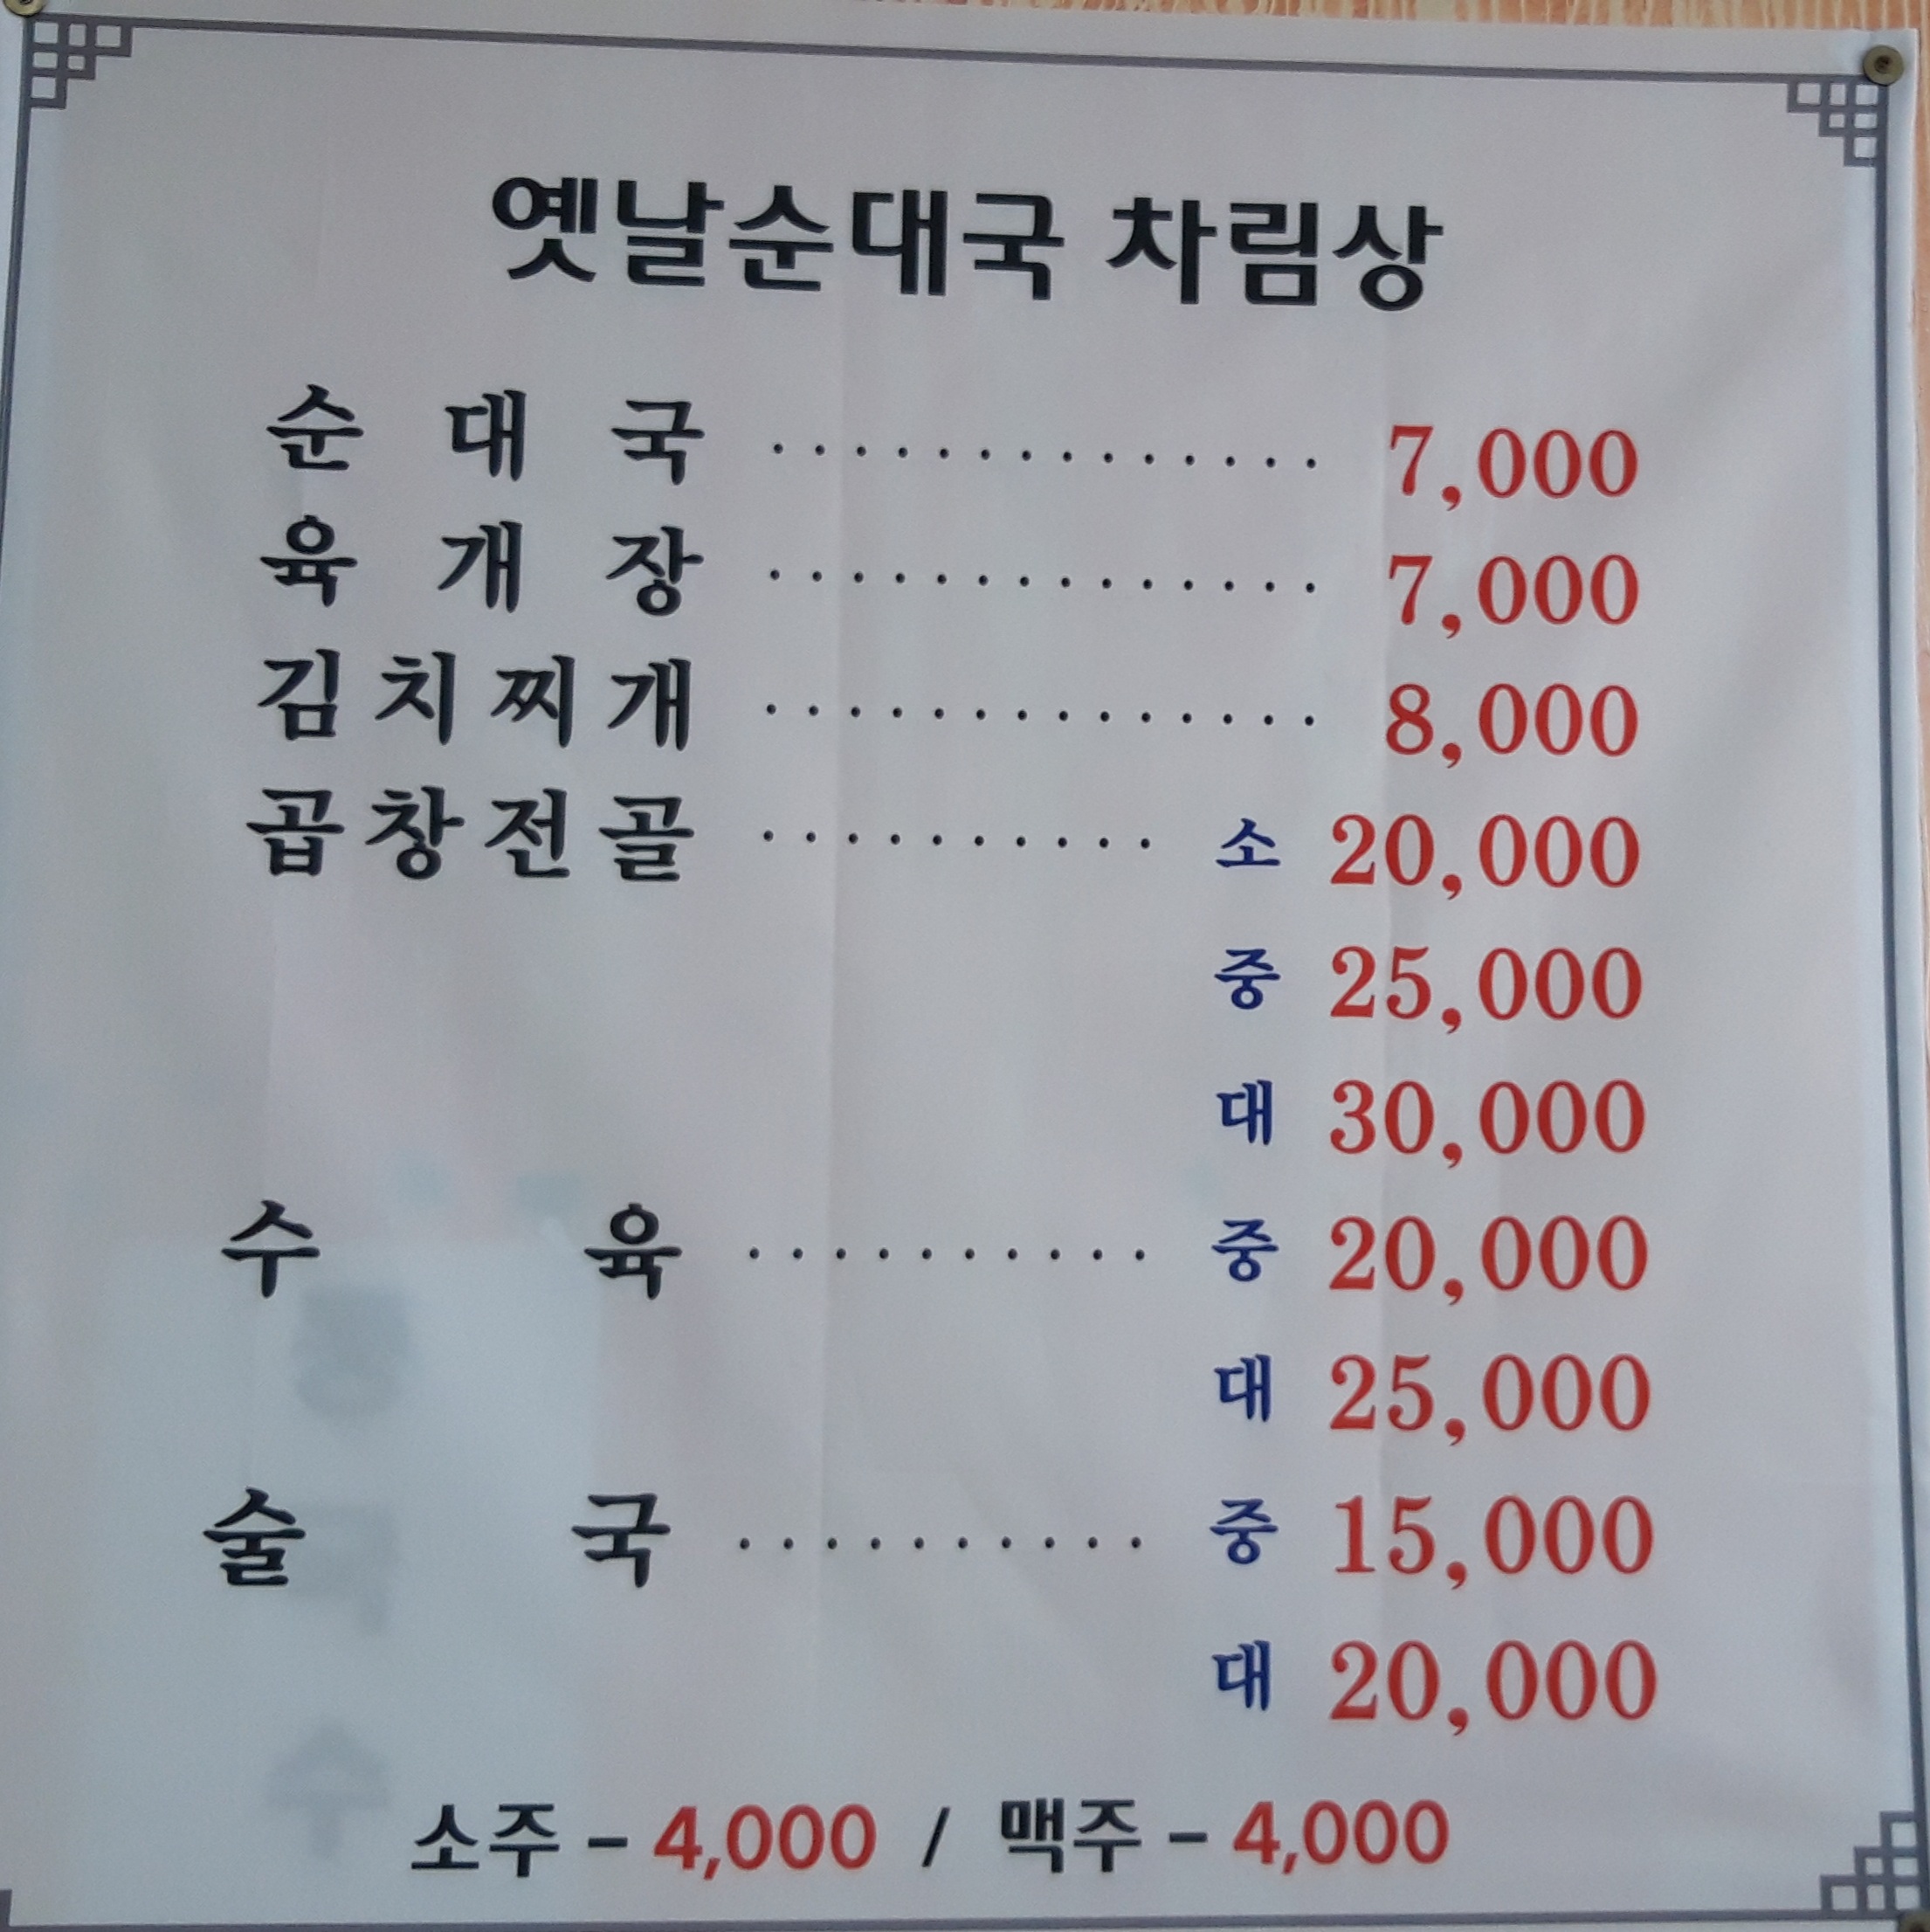 옛날순대국 차림상
순 대 국 ·············· 7,000
육 개 장 ·············· 7,000
김치찌개 ·············· 8,000
곱창전골 ·········· 소 20,000
중 25,000
대 30,000
수 육 ·········· 중 20,000
대 25,000
술 국 ·········· 중 15,000
대 20,000
소주 – 4,000 / 맥주 – 4,000